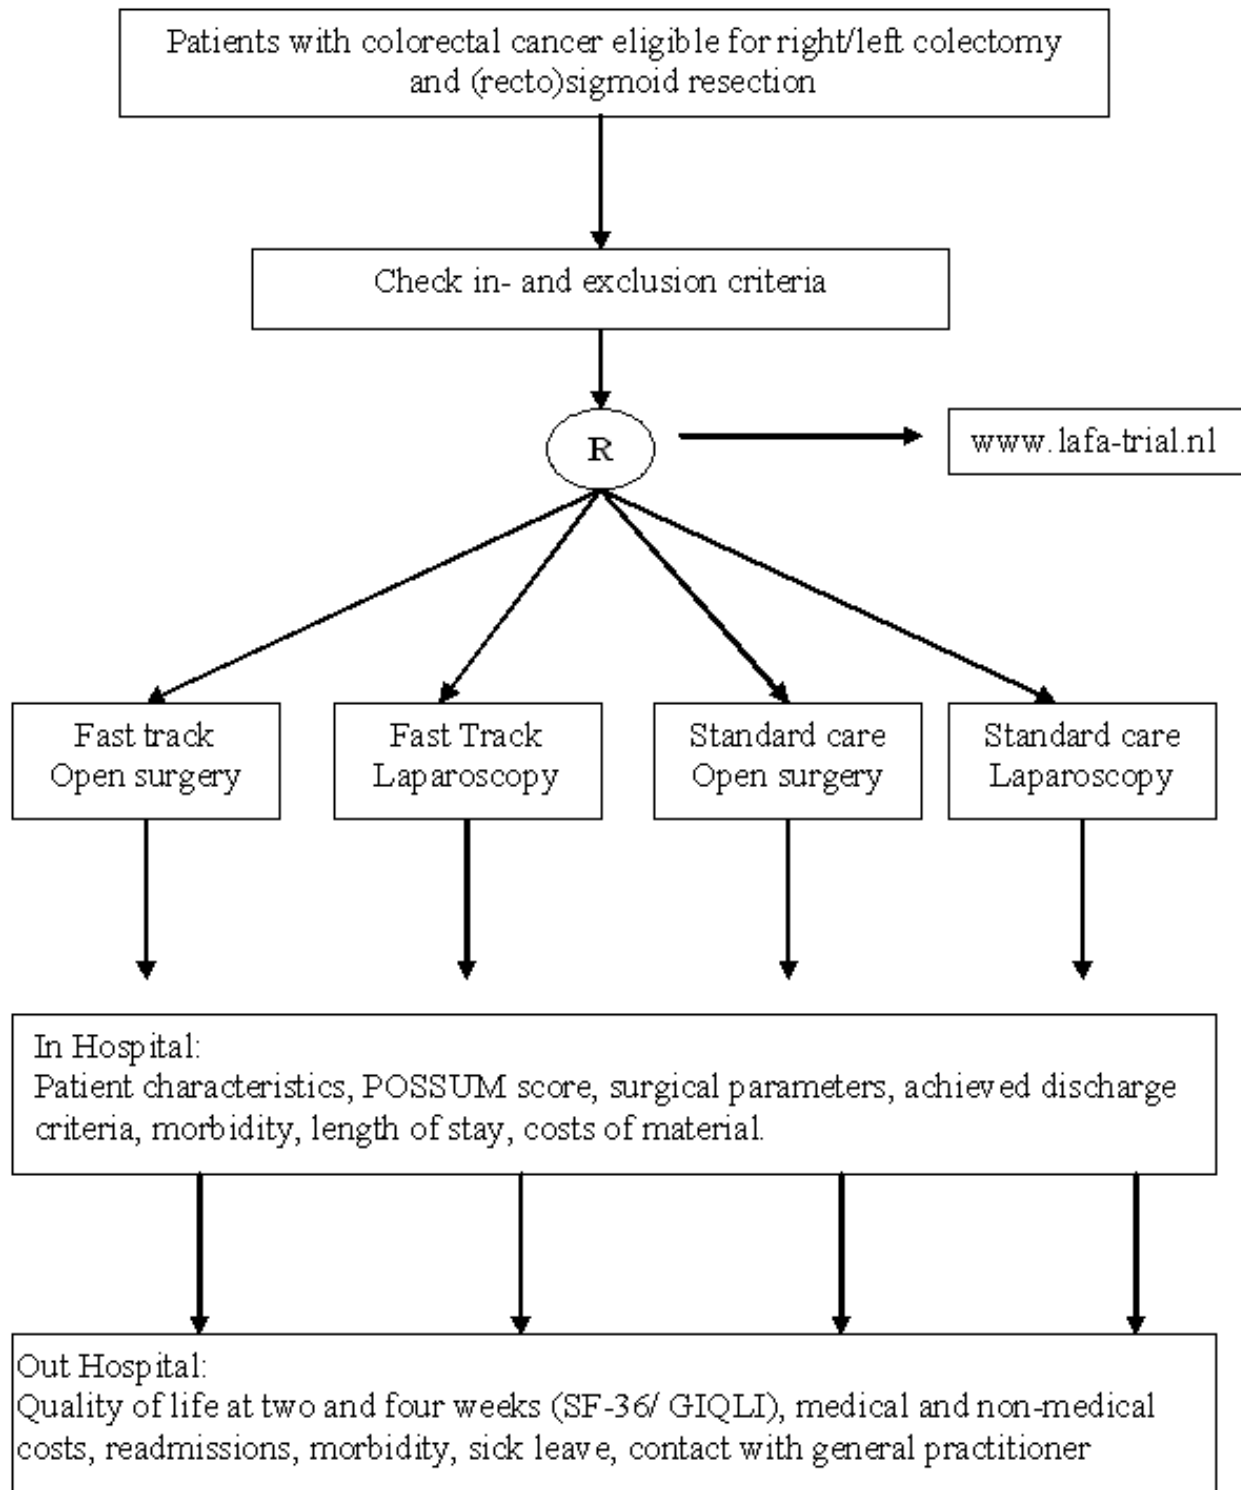 Patients with colorectal cancer eligible for right/left colectomy
and (recto)sigmoid resection
Check in- and exclusion criteria
R
www.lafa-trial.nl
Fast track
Open surgery
Fast Track
Laparoscopy
Standard care
Open surgery
Standard care
Laparoscopy
In Hospital:
Patient characteristics, POSSUM score, surgical parameters, achieved discharge
criteria, morbidity, length of stay, costs of material.
Out Hospital:
Quality of life at two and four weeks (SF-36/ GIQLI), medical and non-medical
costs, readmissions, morbidity, sick leave, contact with general practitioner